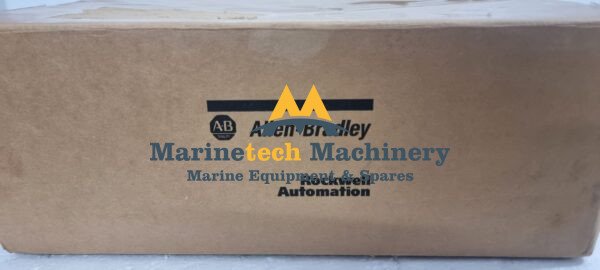 AB
Allen-Bradley
Marinetech Machinery
Marine Equipment & Spares
Rockwell
Automation